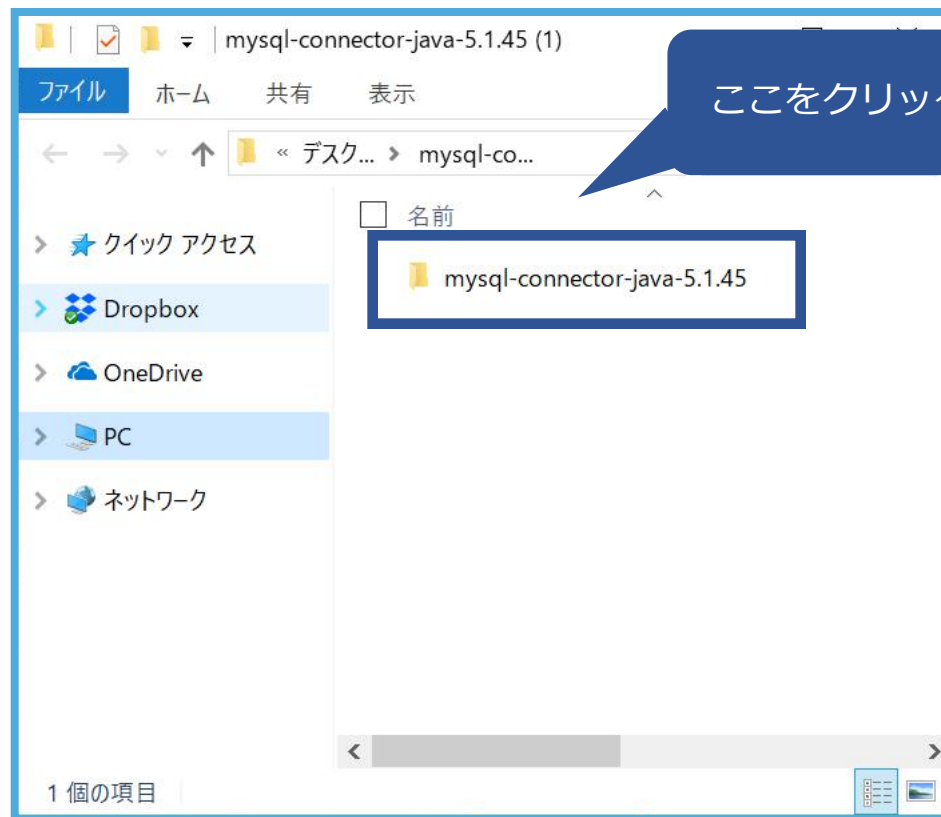 mysql-connector-java-5.1.45 (1)
ファイル ホーム 共有 表示
ここをクリッ
« デスク... > mysql-co...
名前
クイック アクセス
mysql-connector-java-5.1.45
Dropbox
OneDrive
PC
ネットワーク
1 個の項目